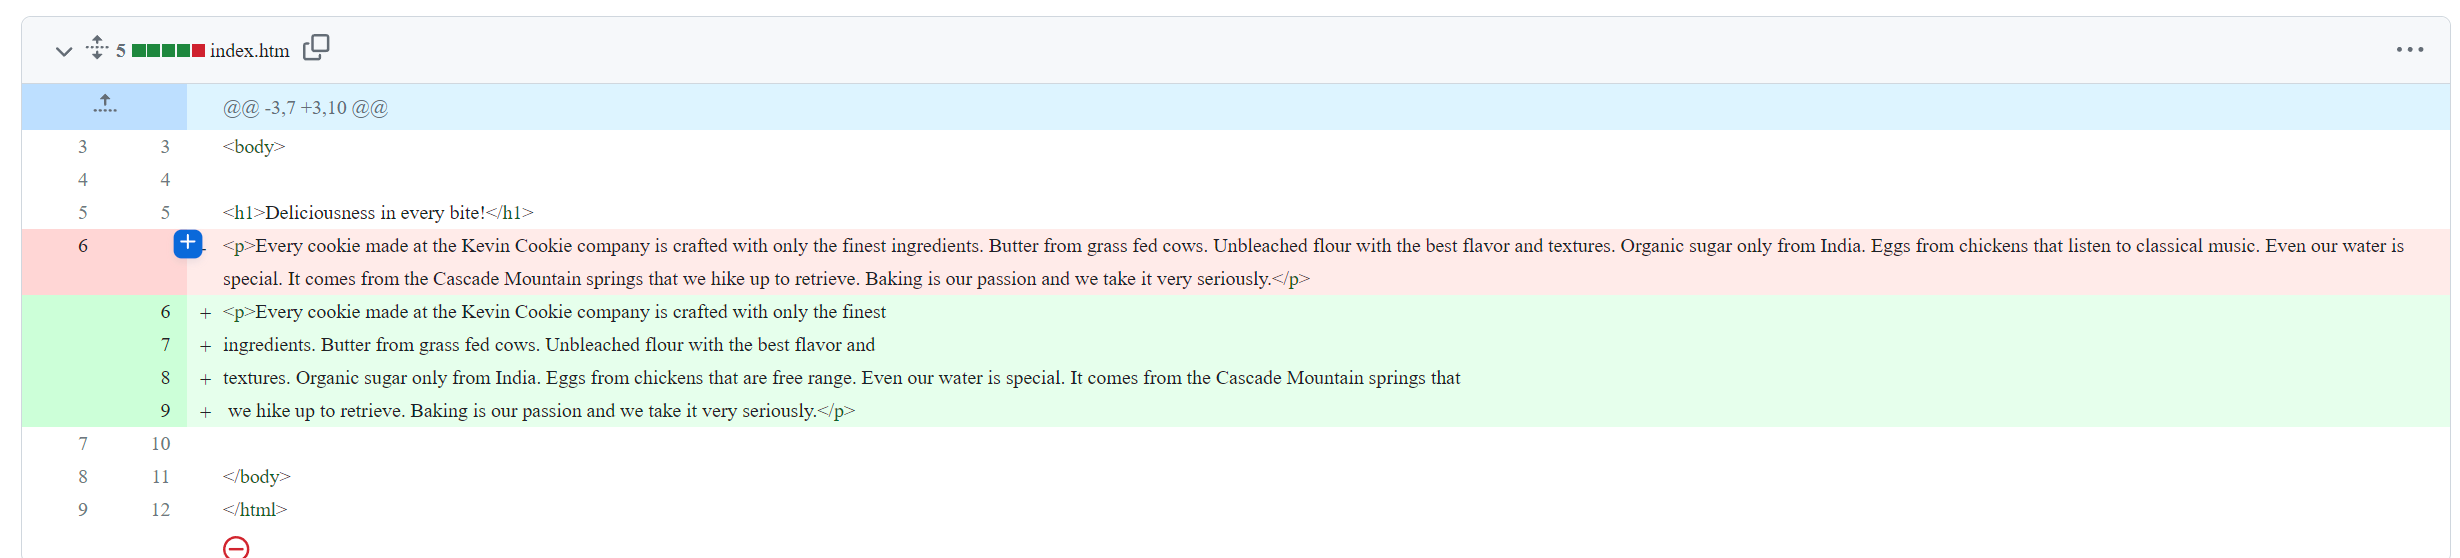 5 index.htm
@@ -3,7 +3,10 @@
3 3 <body>
4 4
5 5 <h1>Deliciousness in every bite!</h1>
6 - <p>Every cookie made at the Kevin Cookie company is crafted with only the finest ingredients. Butter from grass fed cows. Unbleached flour with the best flavor and textures. Organic sugar only from India. Eggs from chickens that listen to classical music. Even our water is
special. It comes from the Cascade Mountain springs that we hike up to retrieve. Baking is our passion and we take it very seriously.</p>
6 + <p>Every cookie made at the Kevin Cookie company is crafted with only the finest
7 + ingredients. Butter from grass fed cows. Unbleached flour with the best flavor and
8 + textures. Organic sugar only from India. Eggs from chickens that are free range. Even our water is special. It comes from the Cascade Mountain springs that
9 + we hike up to retrieve. Baking is our passion and we take it very seriously.</p>
7 10
8 11 </body>
9 12 </html>